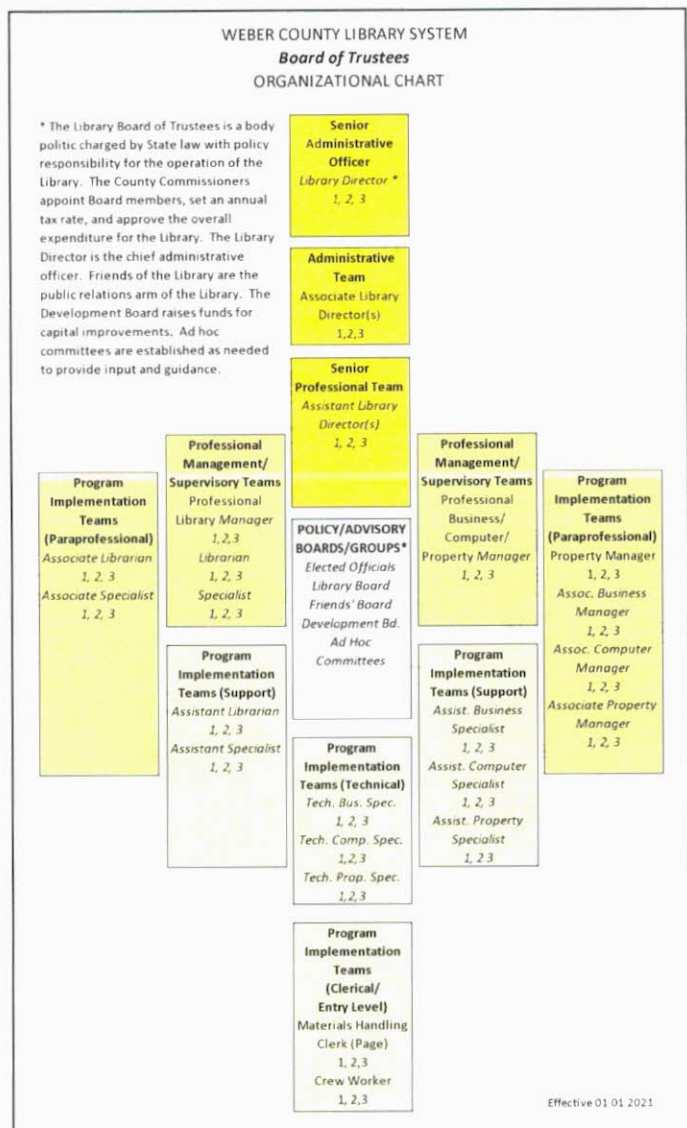 WEBER COUNTY LIBRARY SYSTEM
Board of Trustees
ORGANIZATIONAL CHART
* The Library Board of Trustees is a body
politic charged by State law with policy
responsibility for the operation of the
Library. The County Commissioners
appoint Board members, set an annual
tax rate, and approve the overall
expenditure for the Library. The Library
Director is the chief administrative
officer. Friends of the Library are the
public relations arm of the Library. The
Development Board raises funds for
capital improvements. Ad hoc
committees are established as needed
to provide input and guidance.
Senior
Administrative
Officer
Library Director *
1, 2, 3
Administrative
Team
Associate Library
Director(s)
1,2,3
Senior
Professional Team
Assistant Library
Director(s)
1, 2, 3
Program
Implementation
Teams
(Paraprofessional)
Associate Librarian
1, 2, 3
Associate Specialist
1, 2, 3
Professional
Management/
Supervisory Teams
Professional
Library Manager
1,2,3
Librarian
1, 2, 3
Specialist
1, 2, 3
POLICY/ADVISORY
BOARDS/GROUPS*
Elected Officials
Library Board
Friends' Board
Development Bd.
Ad Hoc
Committees
Professional
Management/
Supervisory Teams
Professional
Business/
Computer/
Property Manager
1, 2, 3
Program
Implementation
Teams
(Paraprofessional)
Property Manager
1, 2, 3
Assoc. Business
Manager
1, 2, 3
Assoc. Computer
Manager
1, 2, 3
Associate Property
Manager
1, 2, 3
Program
Implementation
Teams (Support)
Assistant Librarian
1, 2, 3
Assistant Specialist
1, 2, 3
Program
Implementation
Teams (Technical)
Tech. Bus. Spec.
1, 2, 3
Tech. Comp. Spec.
1,2,3
Tech. Prop. Spec.
1,2,3
Program
Implementation
Teams (Support)
Assist. Business
Specialist
1, 2, 3
Assist. Computer
Specialist
1, 2, 3
Assist. Property
Specialist
1, 2 3
Program
Implementation
Teams
(Clerical/
Entry Level)
Materials Handling
Clerk (Page)
1, 2,3
Crew Worker
1, 2,3
Effective 01 01 2021